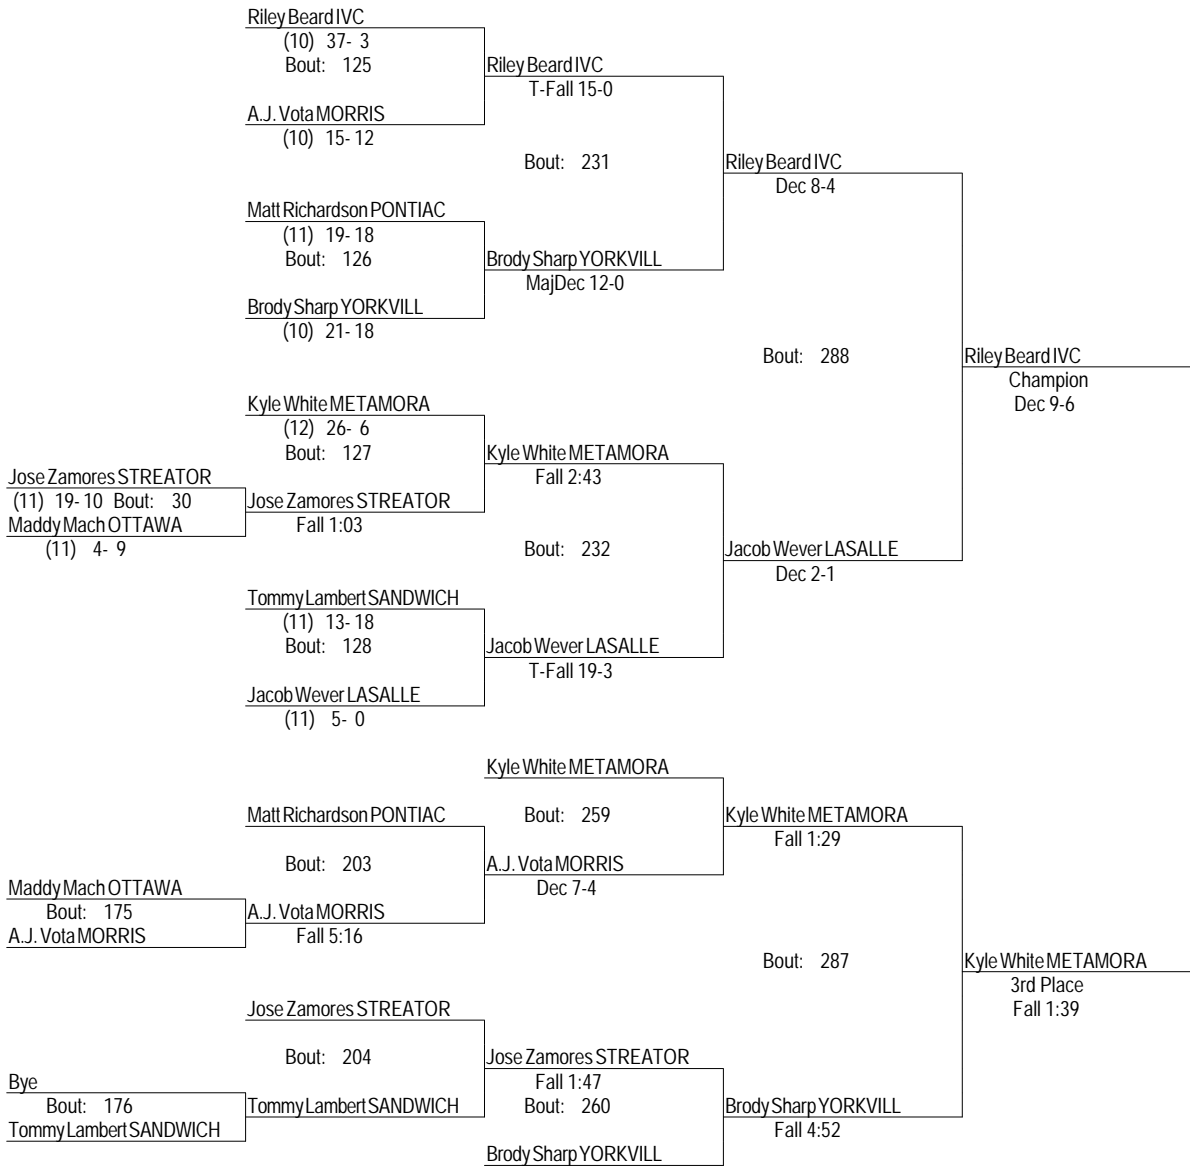 Riley Beard IVC
(10) 37- 3
Bout: 125
Riley Beard IVC
T-Fall 15-0
A.J. Vota MORRIS
(10) 15- 12
Bout: 231
Riley Beard IVC
Dec 8-4
Matt Richardson PONTIAC
(11) 19- 18
Bout: 126
Brody Sharp YORKVILL
MajDec 12-0
Brody Sharp YORKVILL
(10) 21- 18
Bout: 288
Riley Beard IVC
Champion
Dec 9-6
Kyle White METAMORA
(12) 26- 6
Bout: 127
Kyle White METAMORA
Fall 2:43
Jose Zamores STREATOR
(11) 19- 10 Bout: 30
Jose Zamores STREATOR
Fall 1:03
Maddy Mach OTTAWA
(11) 4- 9
Bout: 232
Jacob Wever LASALLE
Dec 2-1
Tommy Lambert SANDWICH
(11) 13- 18
Bout: 128
Jacob Wever LASALLE
T-Fall 19-3
Jacob Wever LASALLE
(11) 5- 0
Kyle White METAMORA
Matt Richardson PONTIAC
Bout: 259
Kyle White METAMORA
Fall 1:29
Bout: 203
A.J. Vota MORRIS
Dec 7-4
Maddy Mach OTTAWA
Bout: 175
A.J. Vota MORRIS
Fall 5:16
A.J. Vota MORRIS
Bout: 287
Kyle White METAMORA
3rd Place
Fall 1:39
Jose Zamores STREATOR
Bout: 204
Jose Zamores STREATOR
Fall 1:47
Bye
Bout: 176
Tommy Lambert SANDWICH
Bout: 260
Brody Sharp YORKVILL
Fall 4:52
Tommy Lambert SANDWICH
Brody Sharp YORKVILL